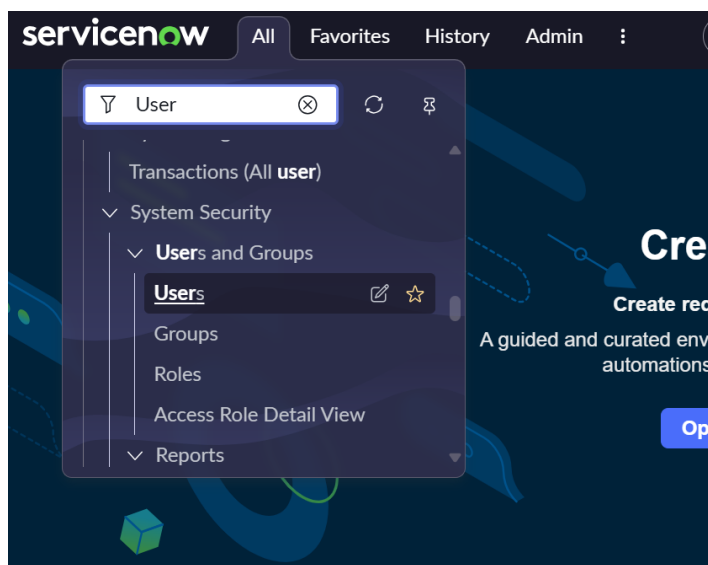 servicenow All Favorites History Admin
User
Transactions (All user)
System Security
Users and Groups
Users
Groups
Roles
Access Role Detail View
Reports
Cre
Create rec
A guided and curated env
automations
Op